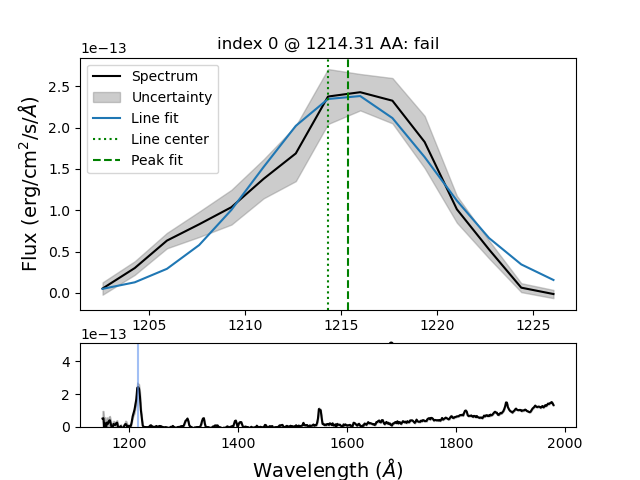 index 0 @ 1214.31 AA: fail
1e−13
Spectrum
Uncertainty
Line fit
Line center
Peak fit
2.5
2.0
1.5
1.0
0.5
0.0
Flux (erg/cm²/s/Å)
1205 1210 1215 1220 1225
1e−13
4
2
0
1200 1400 1600 1800 2000
Wavelength (Å)